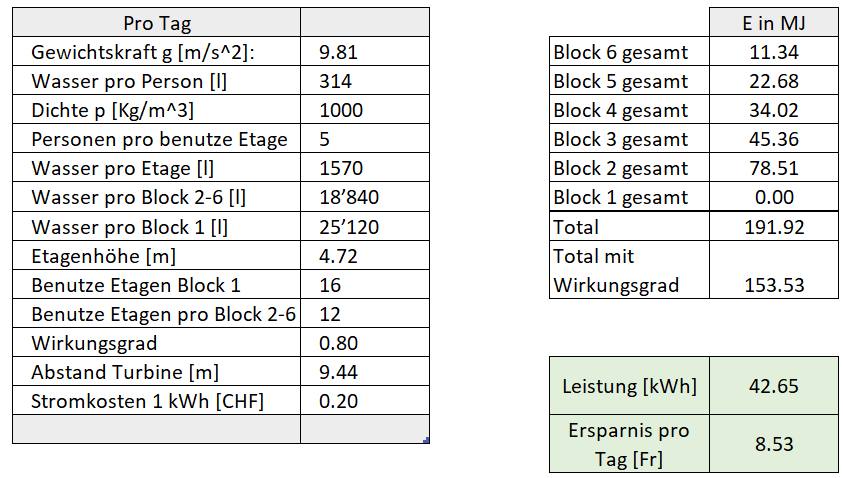 Pro Tag
Gewichtskraft g [m/s^2]: 9.81
Wasser pro Person [l] 314
Dichte p [Kg/m^3] 1000
Personen pro benutze Etage 5
Wasser pro Etage [l] 1570
Wasser pro Block 2-6 [l] 18’840
Wasser pro Block 1 [l] 25’120
Etagenhöhe [m] 4.72
Benutze Etagen Block 1 16
Benutze Etagen pro Block 2-6 12
Wirkungsgrad 0.80
Abstand Turbine [m] 9.44
Stromkosten 1 kWh [CHF] 0.20
E in MJ
Block 6 gesamt 11.34
Block 5 gesamt 22.68
Block 4 gesamt 34.02
Block 3 gesamt 45.36
Block 2 gesamt 78.51
Block 1 gesamt 0.00
Total 191.92
Total mit
Wirkungsgrad 153.53
Leistung [kWh] 42.65
Ersparnis pro
Tag [Fr] 8.53